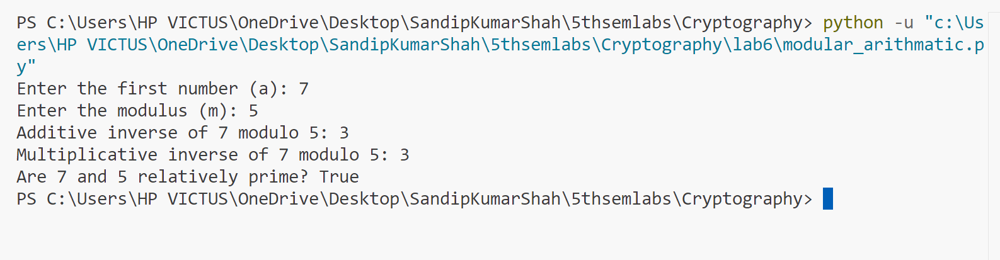 PS C:\Users\HP VICTUS\OneDrive\Desktop\SandipKumarShah\5thsemlabs\Cryptography> python -u "c:\Us
ers\HP VICTUS\OneDrive\Desktop\SandipKumarShah\5thsemlabs\Cryptography\lab6\modular_arithmatic.p
y"
Enter the first number (a): 7
Enter the modulus (m): 5
Additive inverse of 7 modulo 5: 3
Multiplicative inverse of 7 modulo 5: 3
Are 7 and 5 relatively prime? True
PS C:\Users\HP VICTUS\OneDrive\Desktop\SandipKumarShah\5thsemlabs\Cryptography>